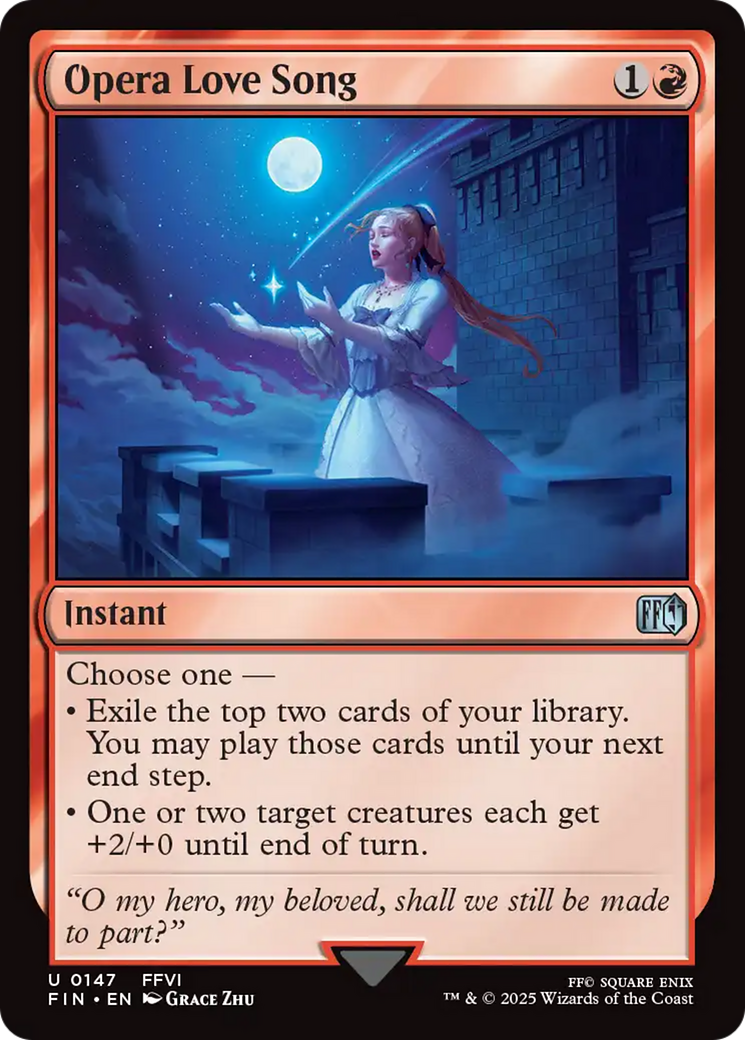 Opera Love Song 1
Instant FF
Choose one —
• Exile the top two cards of your library.
You may play those cards until your next
end step.
• One or two target creatures each get
+2/+0 until end of turn.
“O my hero, my beloved, shall we still be made
to part?”
U 0147 FFVI
FIN • EN Grace Zhu
FF© SQUARE ENIX
™ & © 2025 Wizards of the Coast